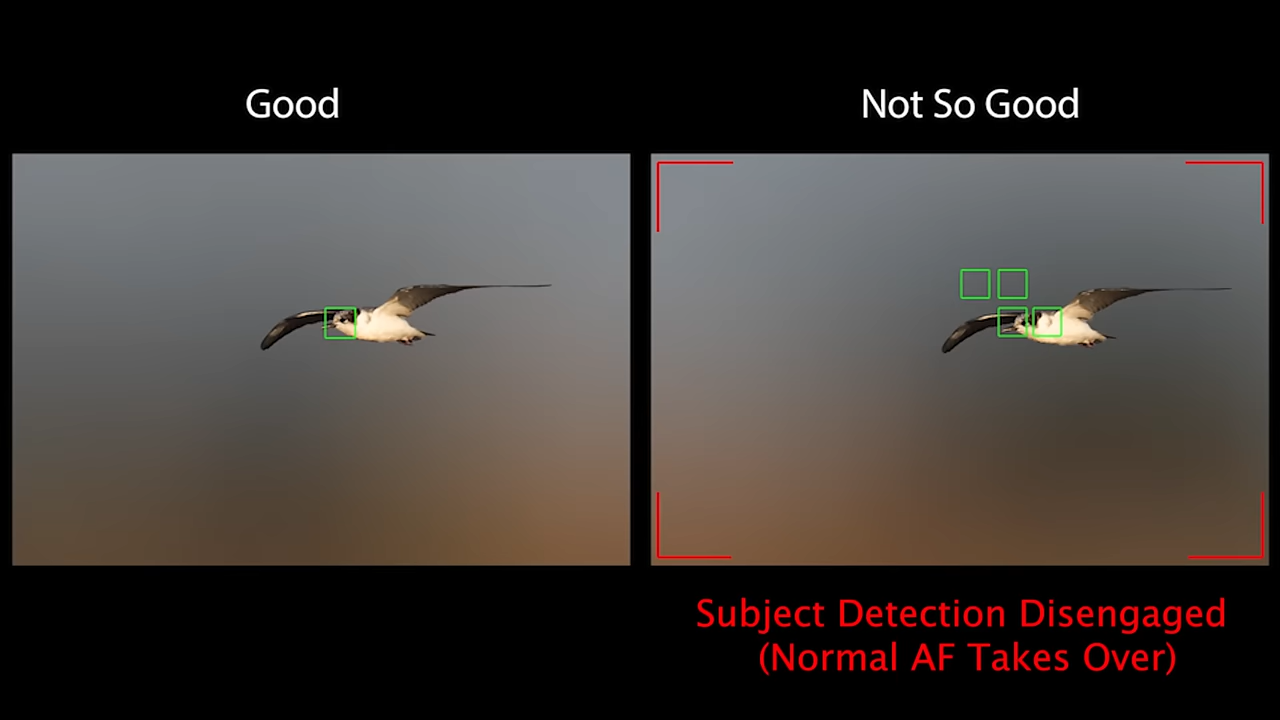 Good
Not So Good
Subject Detection Disengaged
(Normal AF Takes Over)